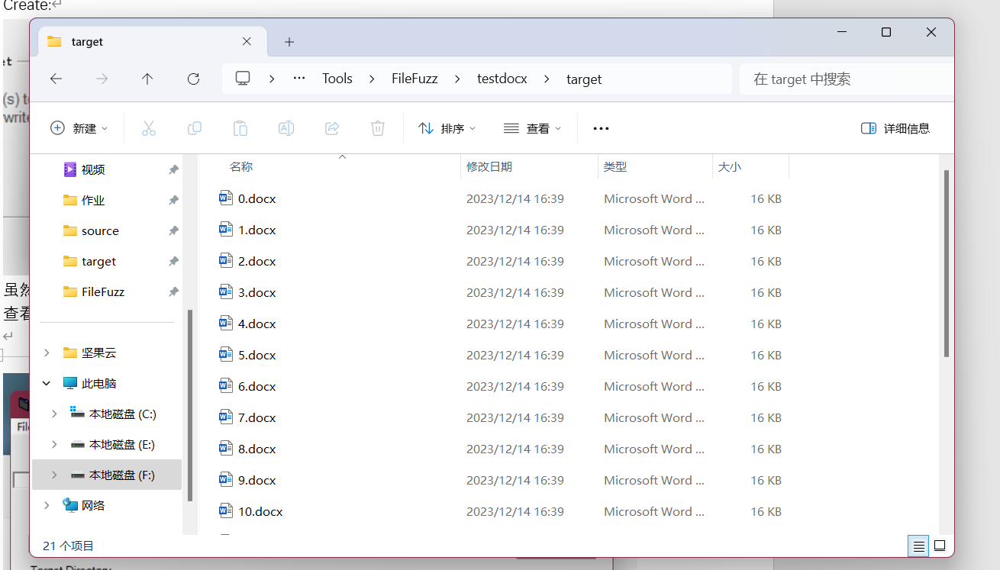 Create:
target
Tools
FileFuzz
testdocx
target
在 target 中搜索
(s) t
write
新建
排序
查看
详细信息
视频
作业
source
target
FileFuzz
虽然
查看
坚果云
此电脑
本地磁盘 (C:)
本地磁盘 (E:)
本地磁盘 (F:)
网络
名称 修改日期 类型 大小
0.docx 2023/12/14 16:39 Microsoft Word ... 16 KB
1.docx 2023/12/14 16:39 Microsoft Word ... 16 KB
2.docx 2023/12/14 16:39 Microsoft Word ... 16 KB
3.docx 2023/12/14 16:39 Microsoft Word ... 16 KB
4.docx 2023/12/14 16:39 Microsoft Word ... 16 KB
5.docx 2023/12/14 16:39 Microsoft Word ... 16 KB
6.docx 2023/12/14 16:39 Microsoft Word ... 16 KB
7.docx 2023/12/14 16:39 Microsoft Word ... 16 KB
8.docx 2023/12/14 16:39 Microsoft Word ... 16 KB
9.docx 2023/12/14 16:39 Microsoft Word ... 16 KB
10.docx 2023/12/14 16:39 Microsoft Word ... 16 KB
21 个项目
Target Directory